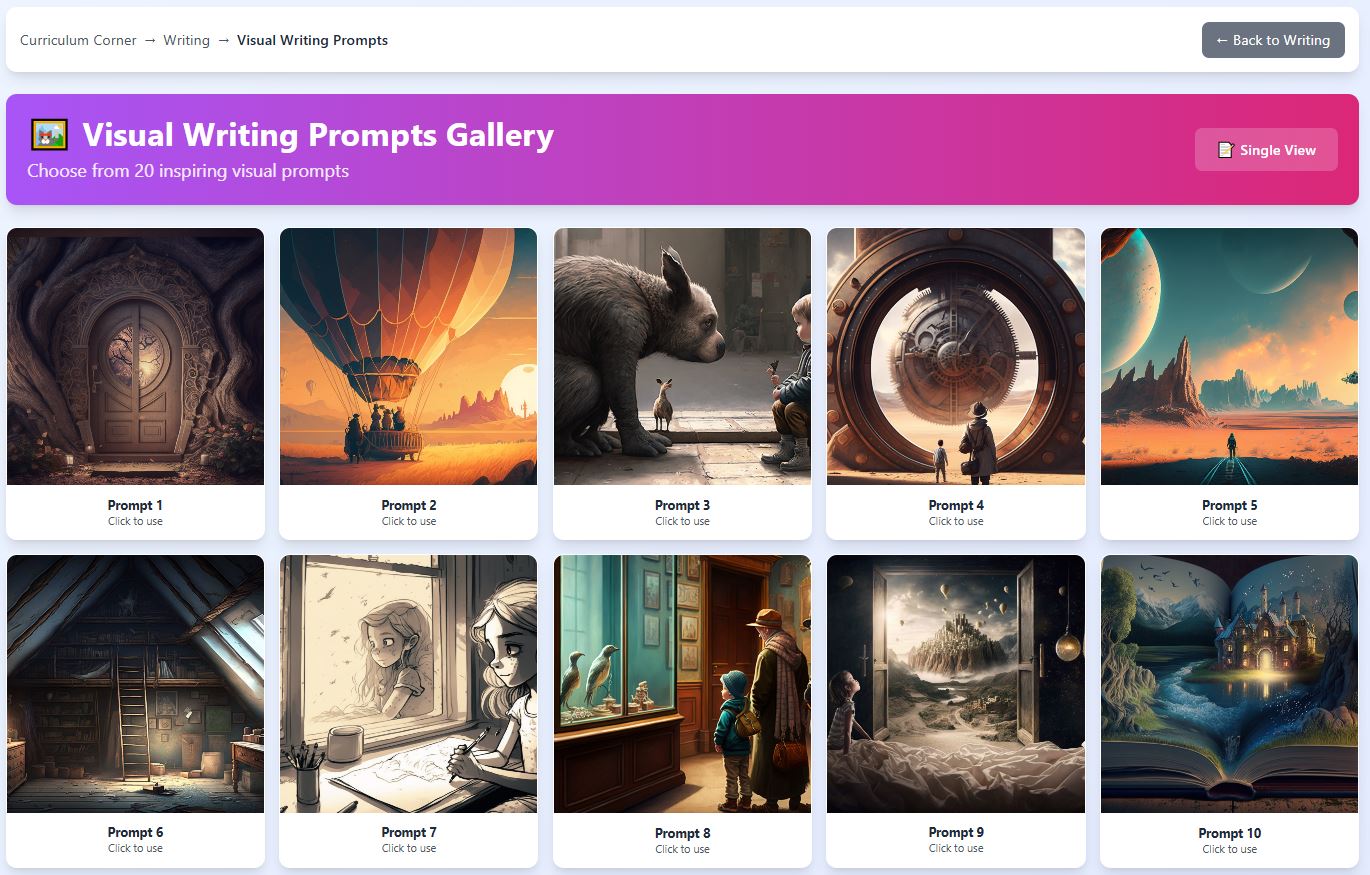 Curriculum Corner → Writing → Visual Writing Prompts
← Back to Writing
Visual Writing Prompts Gallery
Choose from 20 inspiring visual prompts
Single View
Prompt 1
Click to use
Prompt 2
Click to use
Prompt 3
Click to use
Prompt 4
Click to use
Prompt 5
Click to use
Prompt 6
Click to use
Prompt 7
Click to use
Prompt 8
Click to use
Prompt 9
Click to use
Prompt 10
Click to use